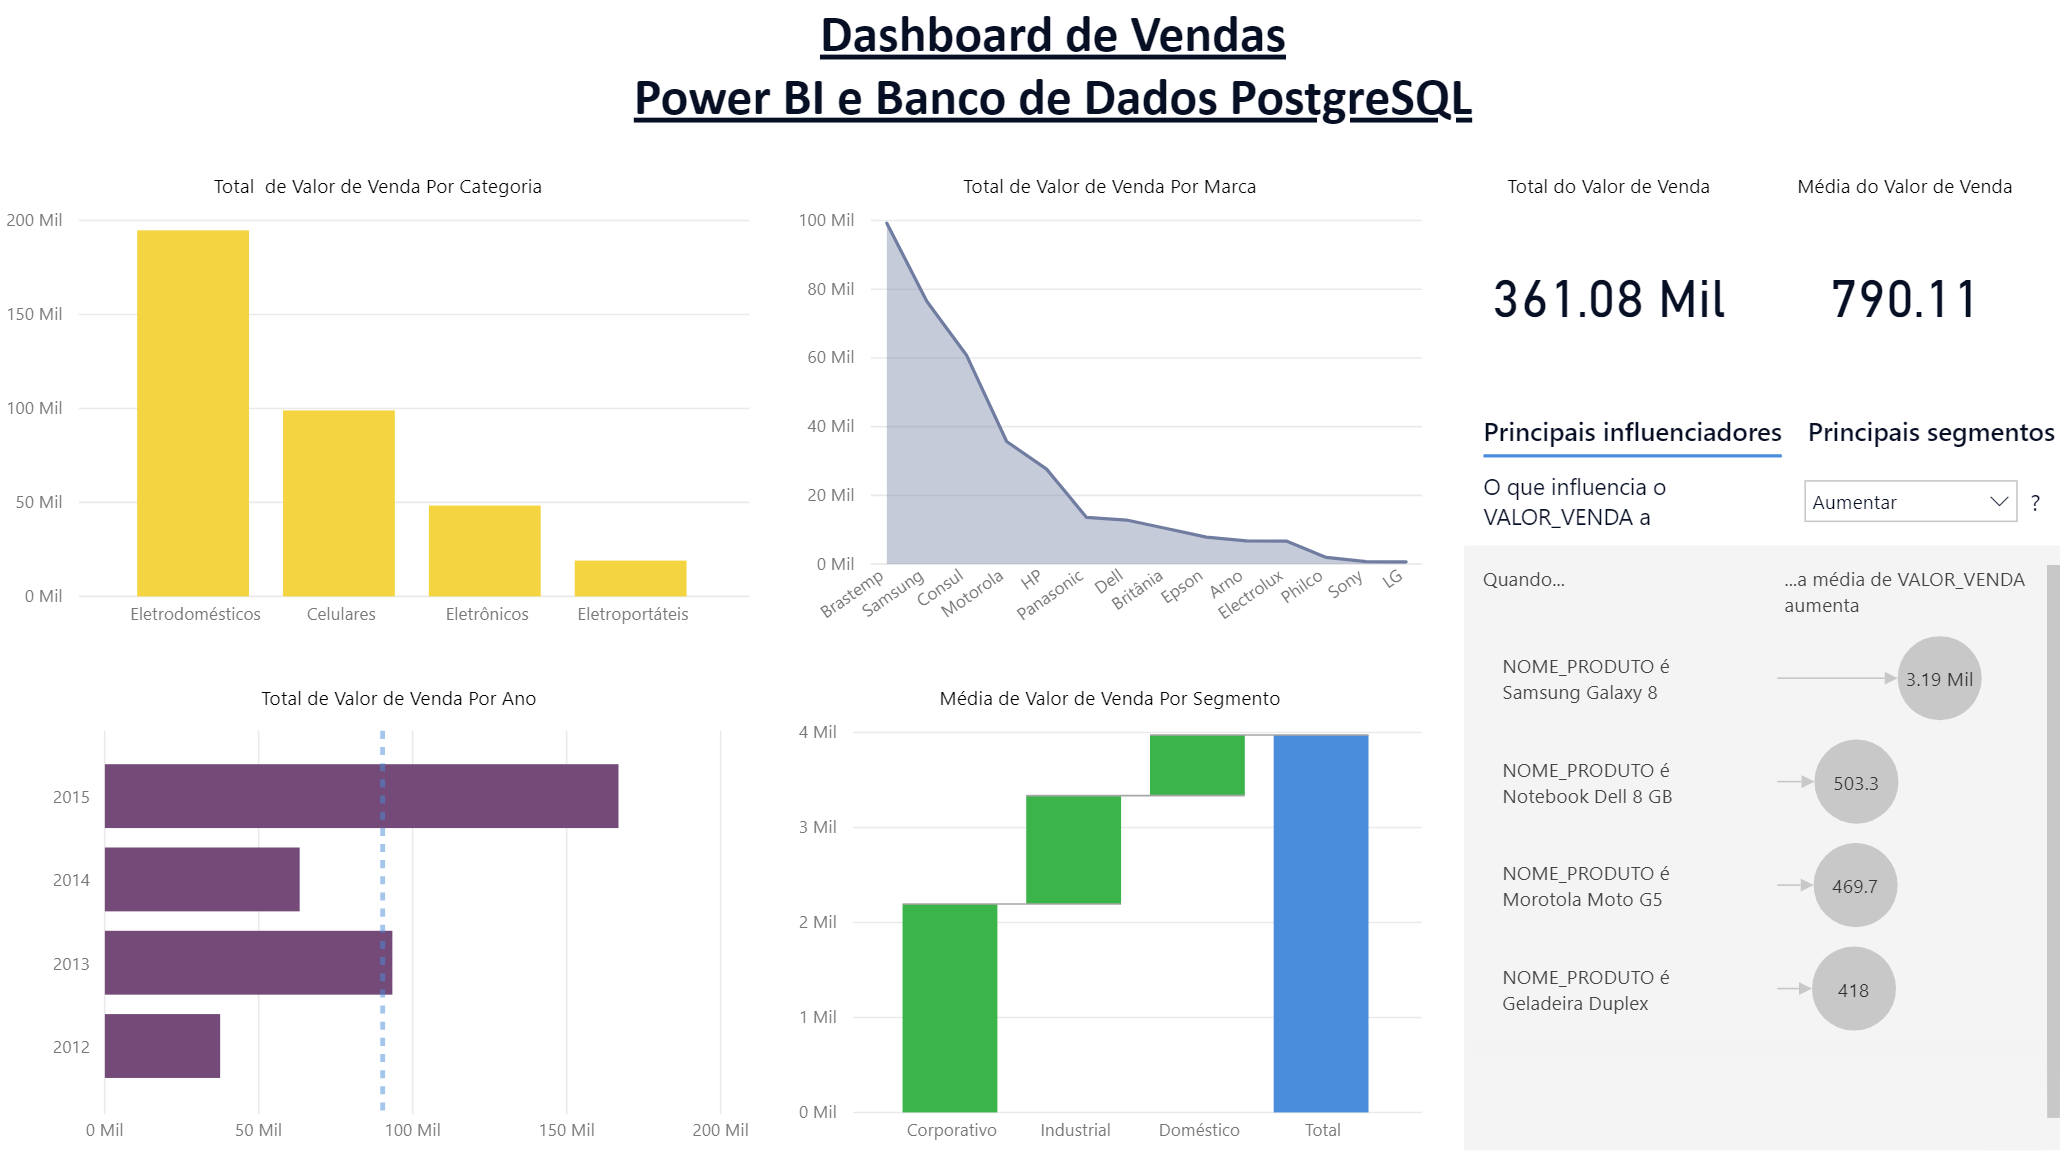 Dashboard de Vendas
Power BI e Banco de Dados PostgreSQL
Total de Valor de Venda Por Categoria
200 Mil
150 Mil
100 Mil
50 Mil
0 Mil
Eletrodomésticos
Celulares
Eletrônicos
Eletroportáteis
Total de Valor de Venda Por Marca
100 Mil
80 Mil
60 Mil
40 Mil
20 Mil
0 Mil
Brastemp
Samsung
Consul
Motorola
HP
Panasonic
Dell
Britânia
Epson
Arno
Electrolux
Philco
Sony
LG
Total do Valor de Venda
361.08 Mil
Média do Valor de Venda
790.11
Total de Valor de Venda Por Ano
2015
2014
2013
2012
0 Mil
50 Mil
100 Mil
150 Mil
200 Mil
Média de Valor de Venda Por Segmento
4 Mil
3 Mil
2 Mil
1 Mil
0 Mil
Corporativo
Industrial
Doméstico
Total
Principais influenciadores
Principais segmentos
O que influencia o
VALOR_VENDA a
Aumentar
?
Quando...
...a média de VALOR_VENDA
aumenta
NOME_PRODUTO é
Samsung Galaxy 8
3.19 Mil
NOME_PRODUTO é
Notebook Dell 8 GB
503.3
NOME_PRODUTO é
Morotola Moto G5
469.7
NOME_PRODUTO é
Geladeira Duplex
418